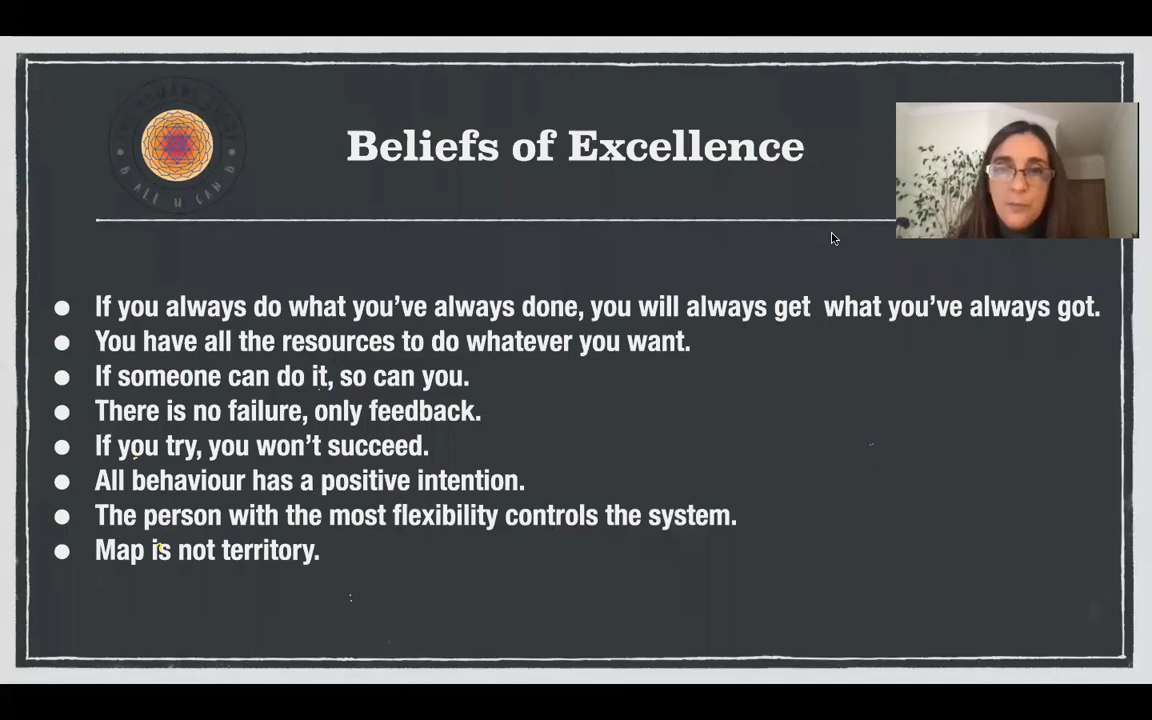 Beliefs of Excellence
B ALL U CAN B
● If you always do what you've always done, you will always get  what you've always got.
● You have all the resources to do whatever you want.
● If someone can do it, so can you.
● There is no failure, only feedback.
● If you try, you won't succeed.
● All behaviour has a positive intention.
● The person with the most flexibility controls the system.
● Map is not territory.